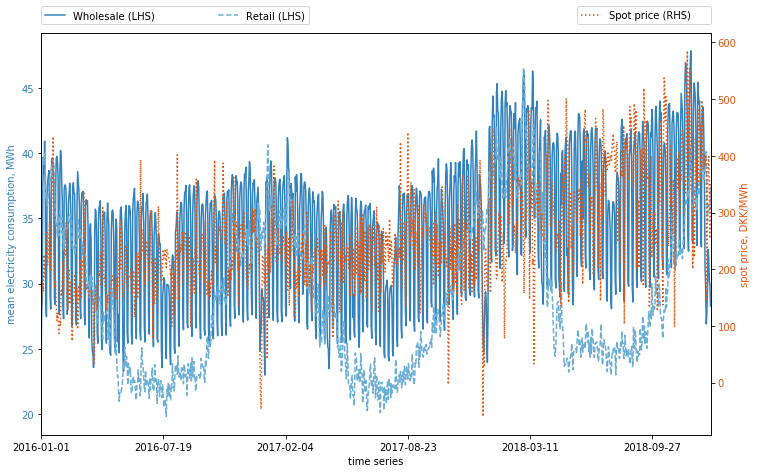 Wholesale (LHS) Retail (LHS) Spot price (RHS)
mean electricity consumption, MWh
45
40
35
30
25
20
600
500
400
300
200
100
0
spot price, DKK/MWh
2016-01-01 2016-07-19 2017-02-04 2017-08-23 2018-03-11 2018-09-27
time series